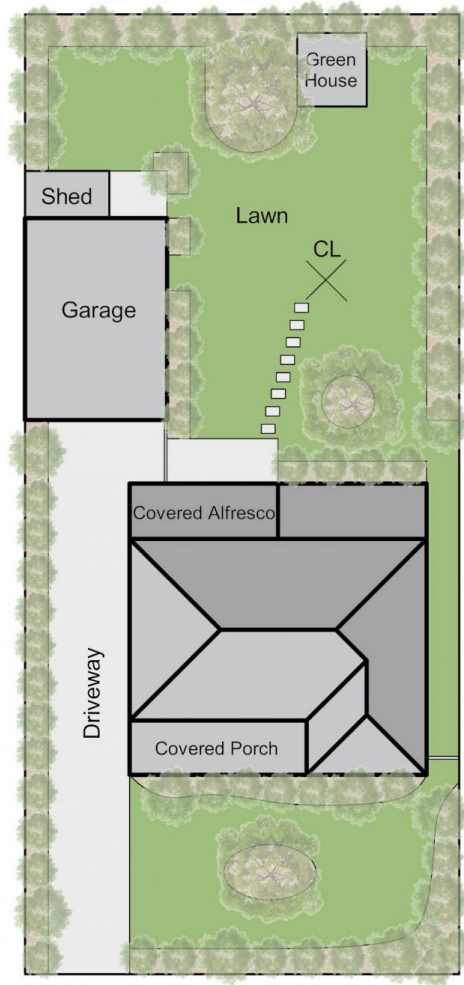 Green
House
Shed
Lawn
CL
Garage
Covered Alfresco
Driveway
Covered Porch